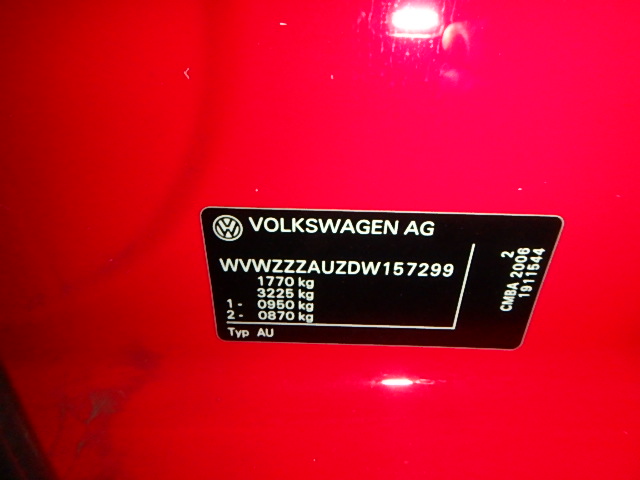 VOLKSWAGEN AG
WVWZZZAUZDW157299
1770 kg
3225 kg
1 - 0950 kg
2 - 0870 kg
Typ AU
2
CMBA 2006
1911544